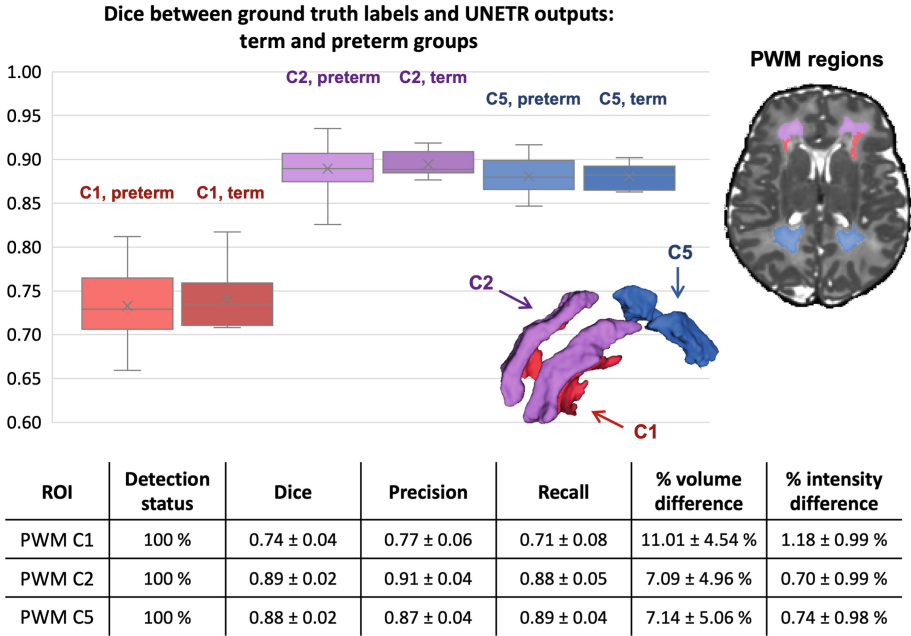 Dice between ground truth labels and UNETR outputs:
term and preterm groups
PWM regions
1.00
0.95
0.90
0.85
0.80
0.75
0.70
0.65
0.60
C1, preterm
C1, term
C2, preterm
C2, term
C5, preterm
C5, term
C2
C5
C1
ROI Detection status Dice Precision Recall % volume difference % intensity difference
PWM C1 100 % 0.74 ± 0.04 0.77 ± 0.06 0.71 ± 0.08 11.01 ± 4.54 % 1.18 ± 0.99 %
PWM C2 100 % 0.89 ± 0.02 0.91 ± 0.04 0.88 ± 0.05 7.09 ± 4.96 % 0.70 ± 0.99 %
PWM C5 100 % 0.88 ± 0.02 0.87 ± 0.04 0.89 ± 0.04 7.14 ± 5.06 % 0.74 ± 0.98 %